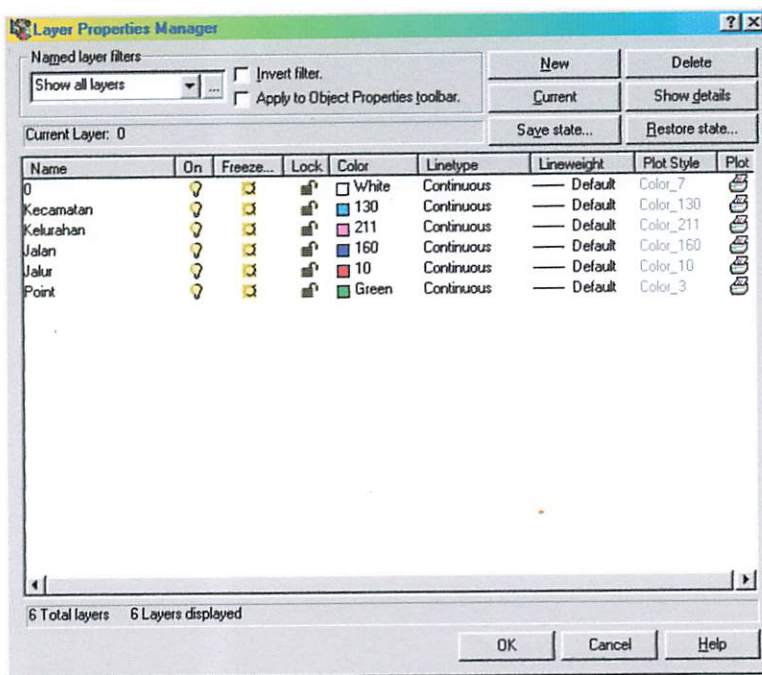 Layer Properties Manager
Named layer filters
Show all layers
...
Invert filter.
Apply to Object Properties toolbar.
New
Delete
Current
Show details
Save state...
Restore state...
Current Layer: 0
Name On Freeze... Lock Color Linetype Lineweight Plot Style Plot
0 White Continuous Default Color_7
Kecamatan 130 Continuous Default Color_130
Kelurahan 211 Continuous Default Color_211
Jalan 160 Continuous Default Color_160
Jalur 10 Continuous Default Color_10
Point Green Continuous Default Color_3
6 Total layers 6 Layers displayed
OK Cancel Help